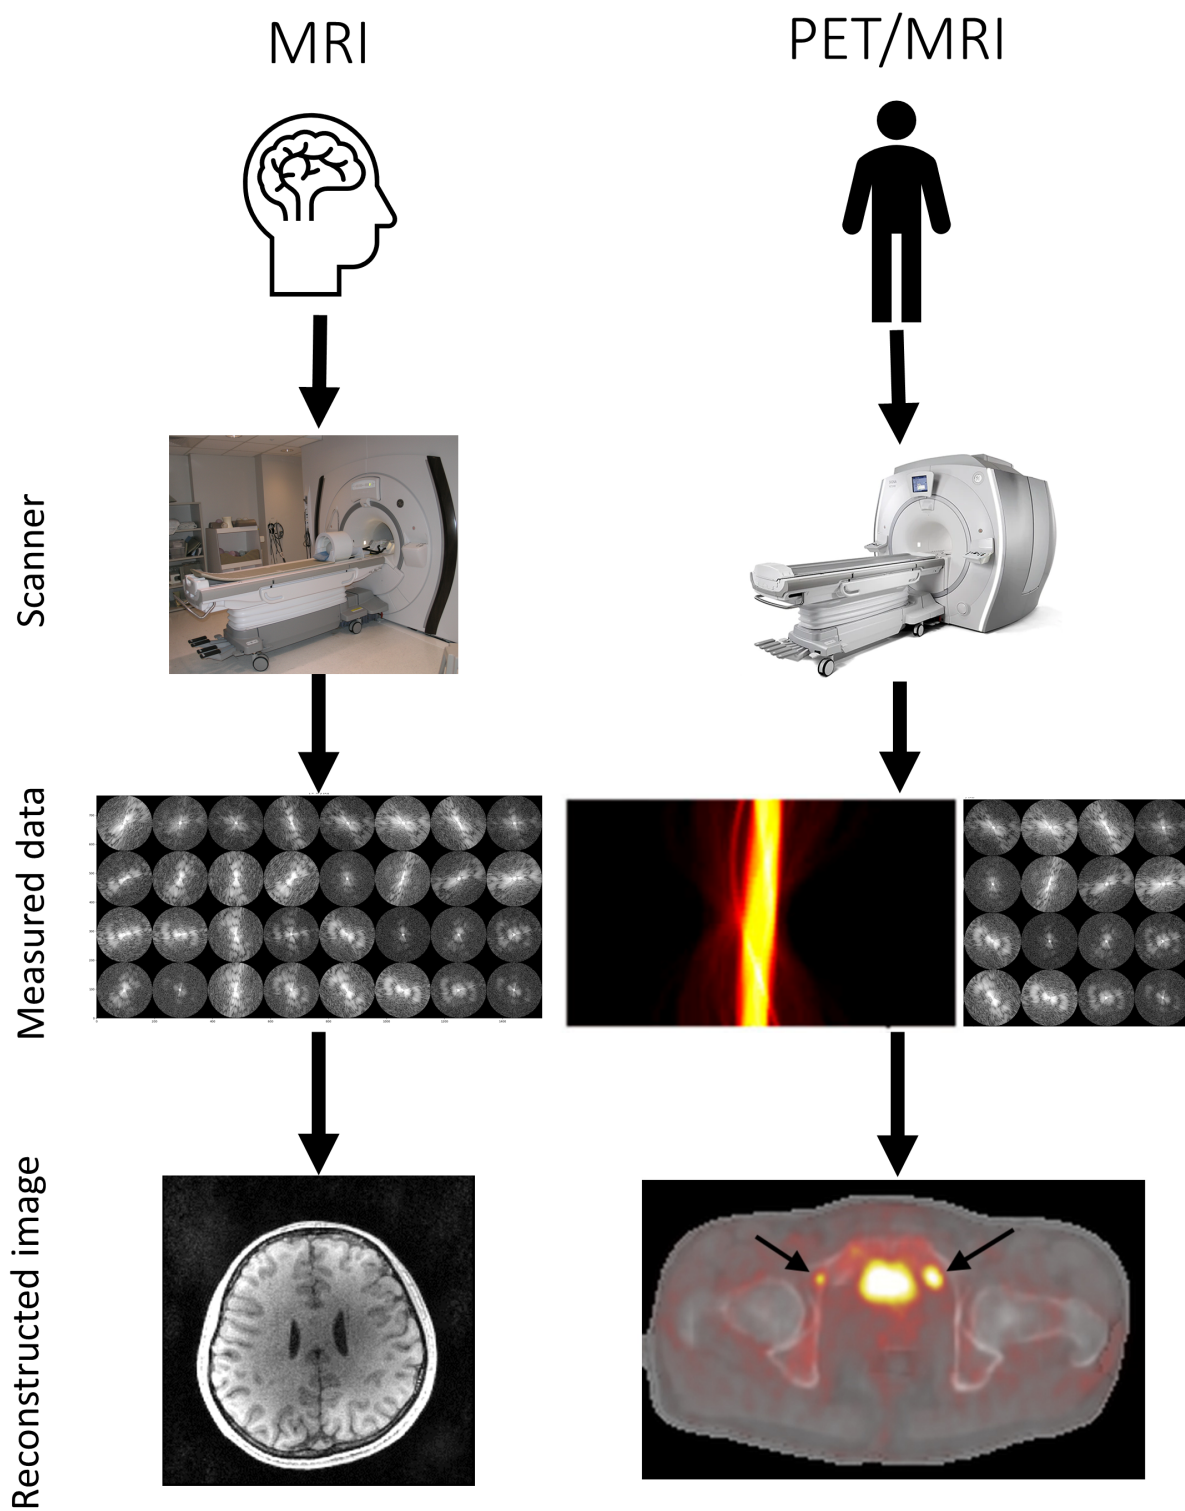 MRI
PET/MRI
Scanner
Measured data
Reconstructed image